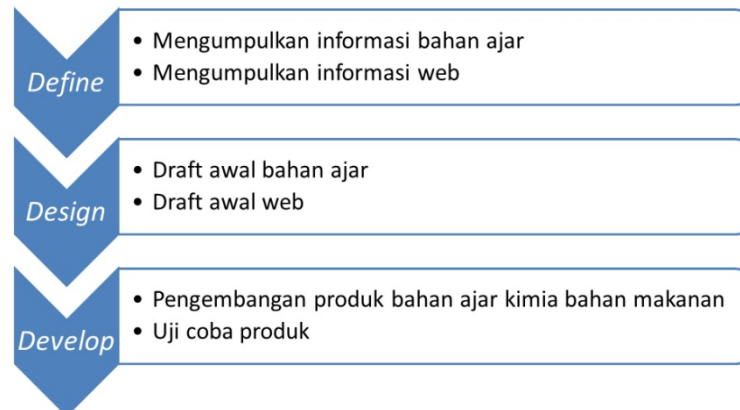 Define
• Mengumpulkan informasi bahan ajar
• Mengumpulkan informasi web
Design
• Draft awal bahan ajar
• Draft awal web
Develop
• Pengembangan produk bahan ajar kimia bahan makanan
• Uji coba produk